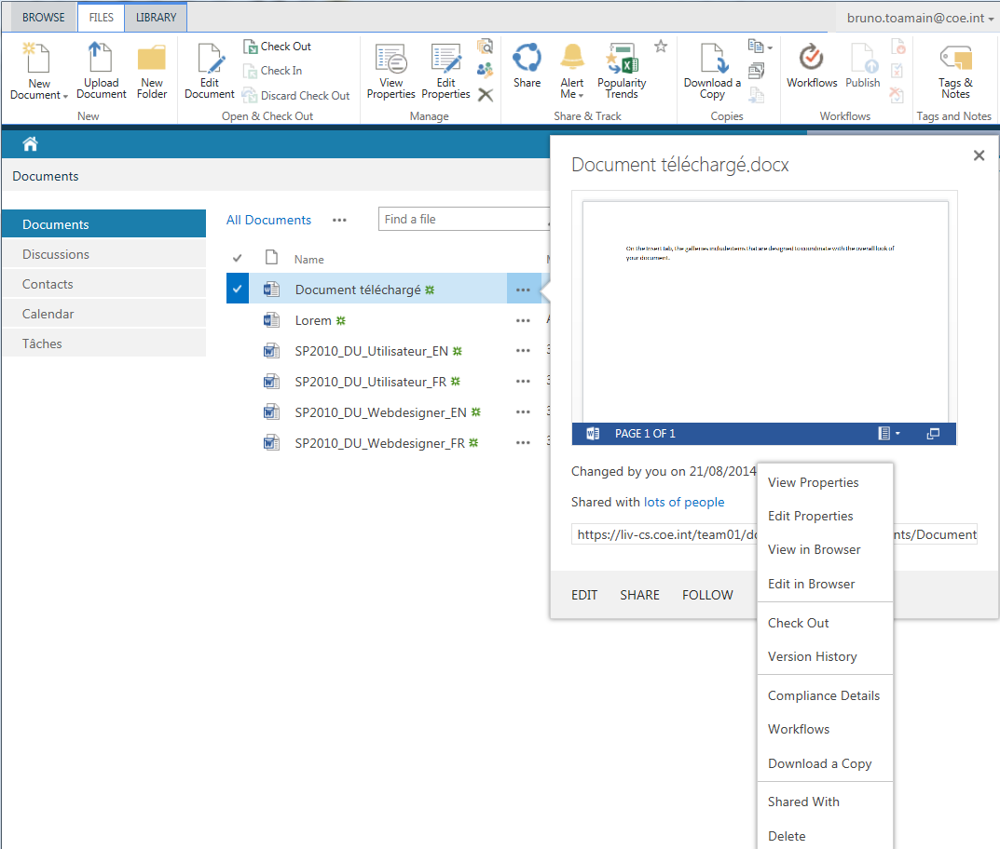 BROWSE FILES LIBRARY bruno.toamain@coe.int
New Document
Upload Document
New Folder
New
Edit Document
Check Out
Check In
Discard Check Out
Open & Check Out
View Properties
Edit Properties
Manage
Share
Alert Me
Popularity Trends
Share & Track
Download a Copy
Copies
Workflows
Publish
Workflows
Tags & Notes
Tags and Notes
Documents
Documents
Discussions
Contacts
Calendar
Tâches
All Documents ••• Find a file
Name
Document téléchargé
Lorem
SP2010_DU_Utilisateur_EN
SP2010_DU_Utilisateur_FR
SP2010_DU_Webdesigner_EN
SP2010_DU_Webdesigner_FR
Document téléchargé.docx
On the Insert tab, the galleries include items that are designed to coordinate with the overall look of
your document.
PAGE 1 OF 1
Changed by you on 21/08/2014
Shared with lots of people
https://liv-cs.coe.int/team01/do nts/Document
EDIT SHARE FOLLOW
View Properties
Edit Properties
View in Browser
Edit in Browser
Check Out
Version History
Compliance Details
Workflows
Download a Copy
Shared With
Delete